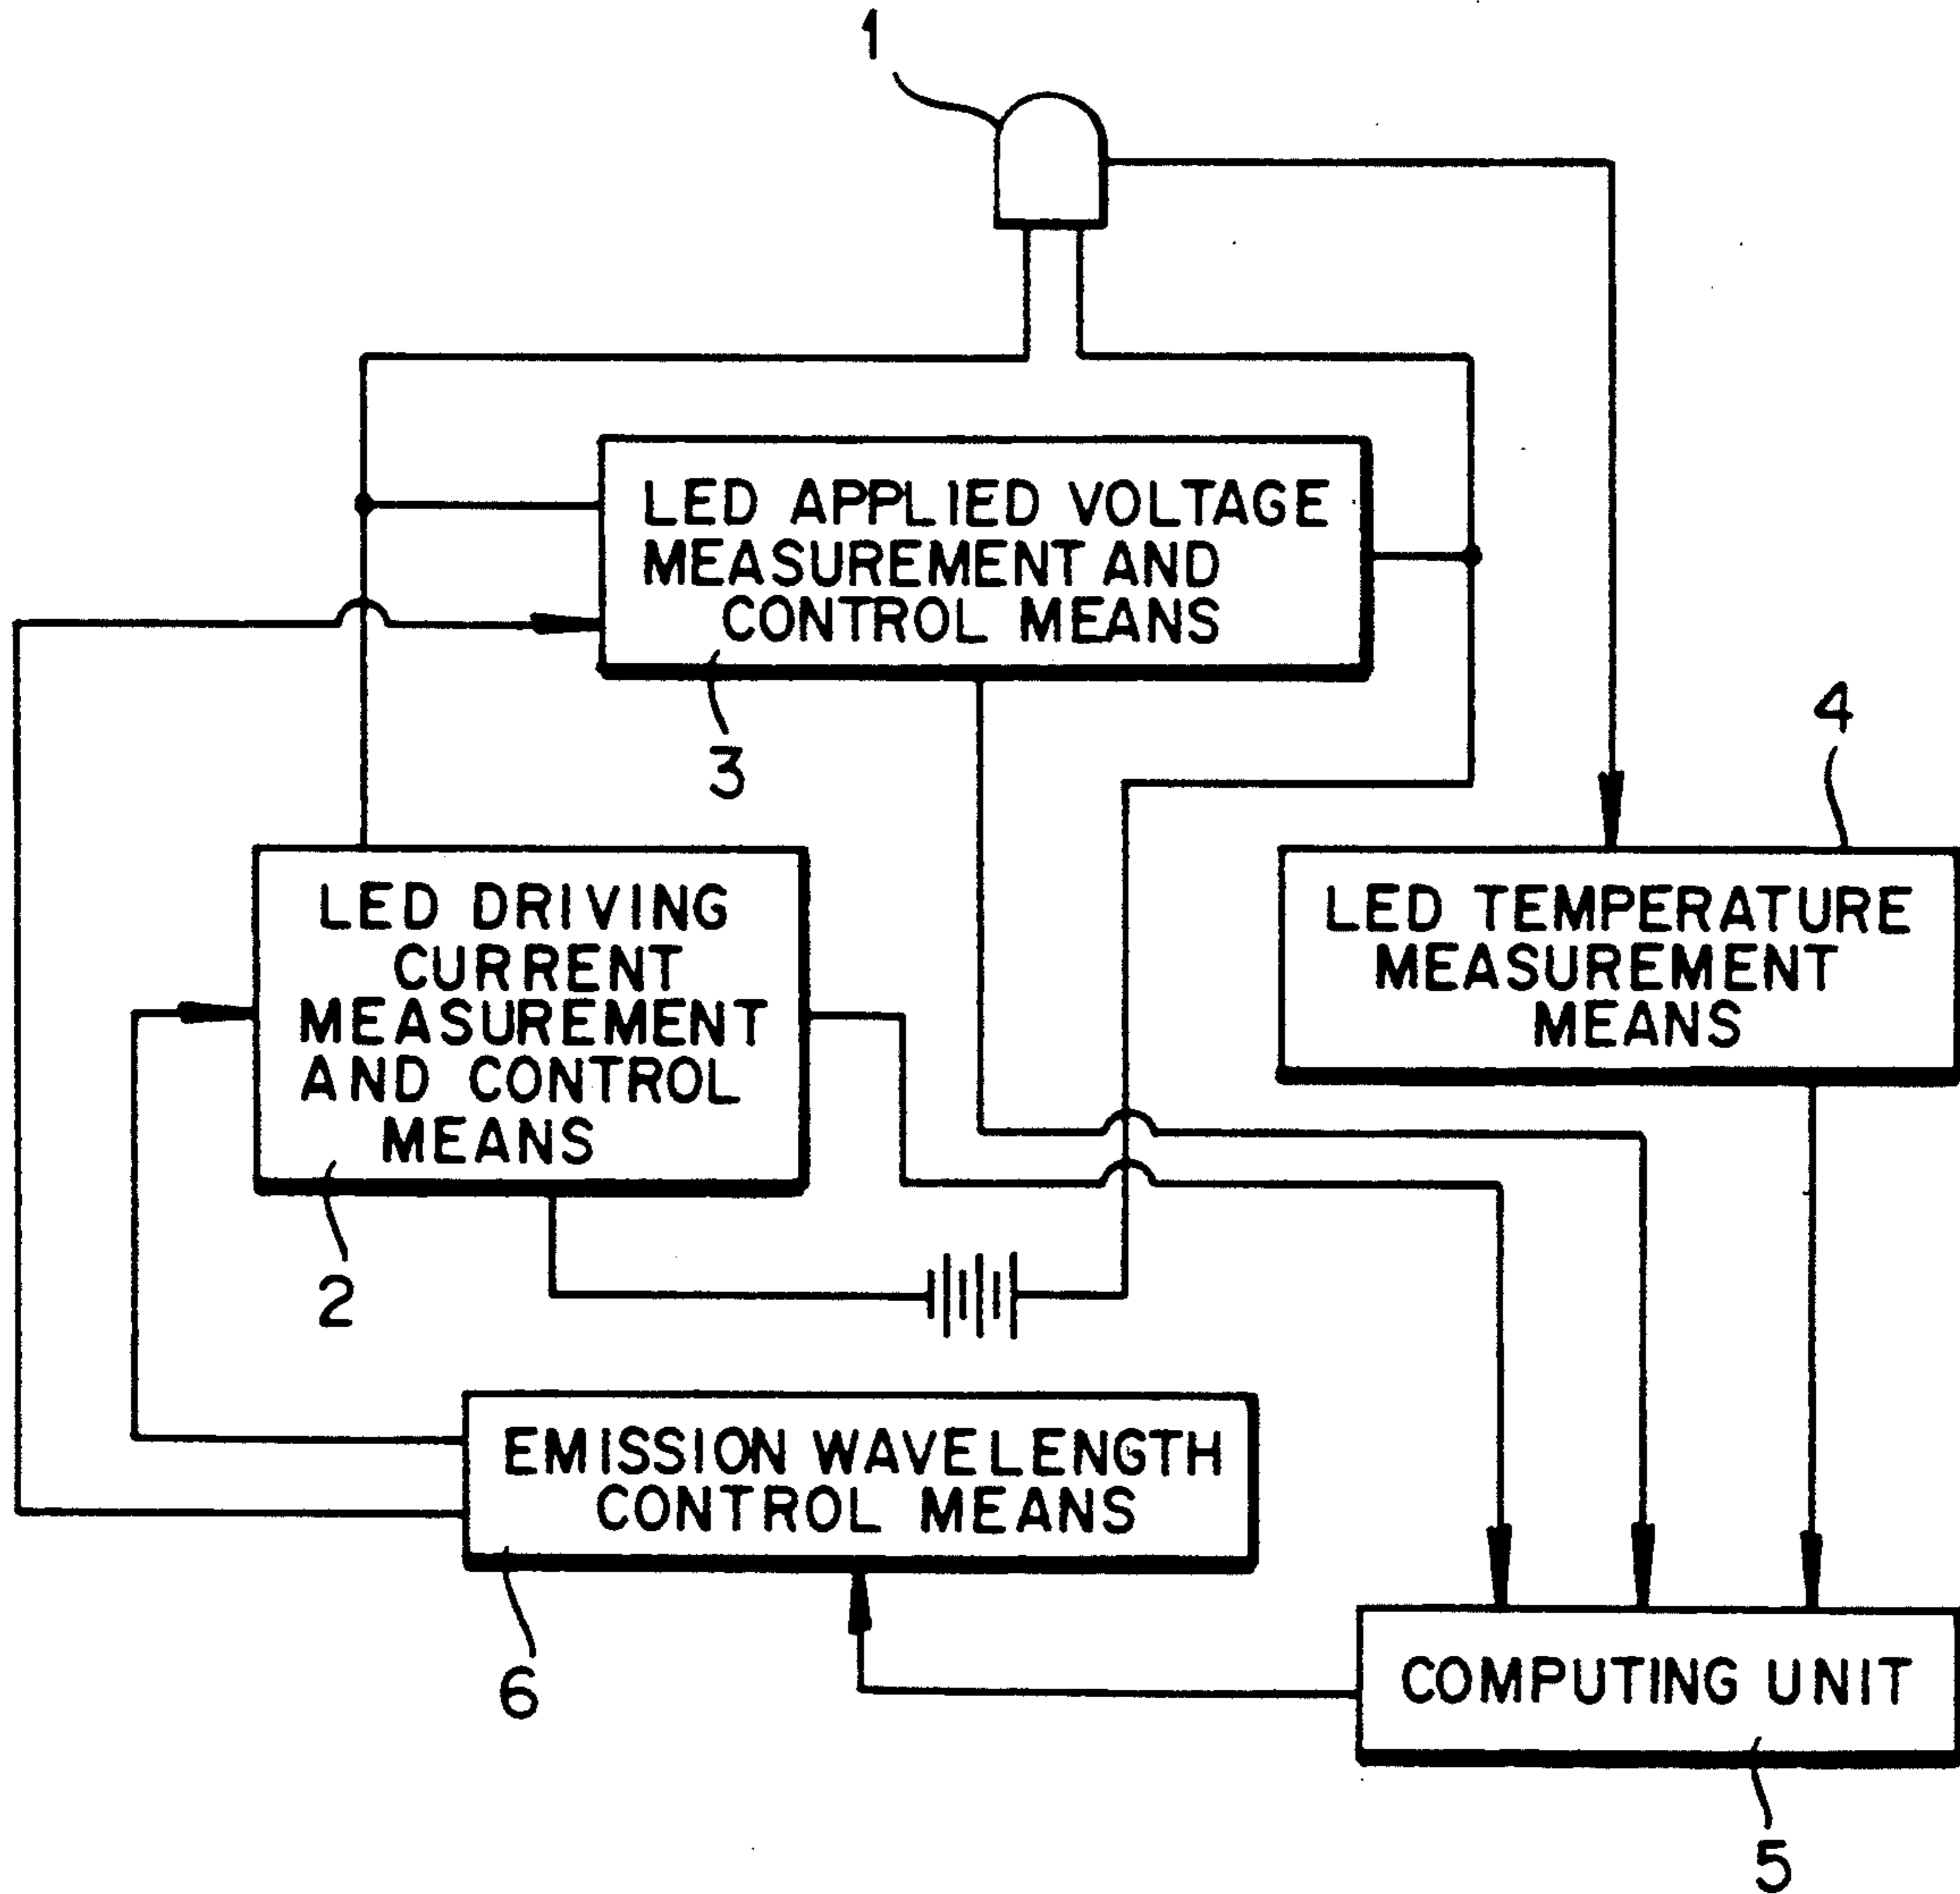 1
LED APPLIED VOLTAGE
MEASUREMENT AND
CONTROL MEANS
3
4
LED DRIVING
CURRENT
MEASUREMENT
AND CONTROL
MEANS
2
LED TEMPERATURE
MEASUREMENT
MEANS
EMISSION WAVELENGTH
CONTROL MEANS
6
COMPUTING UNIT
5